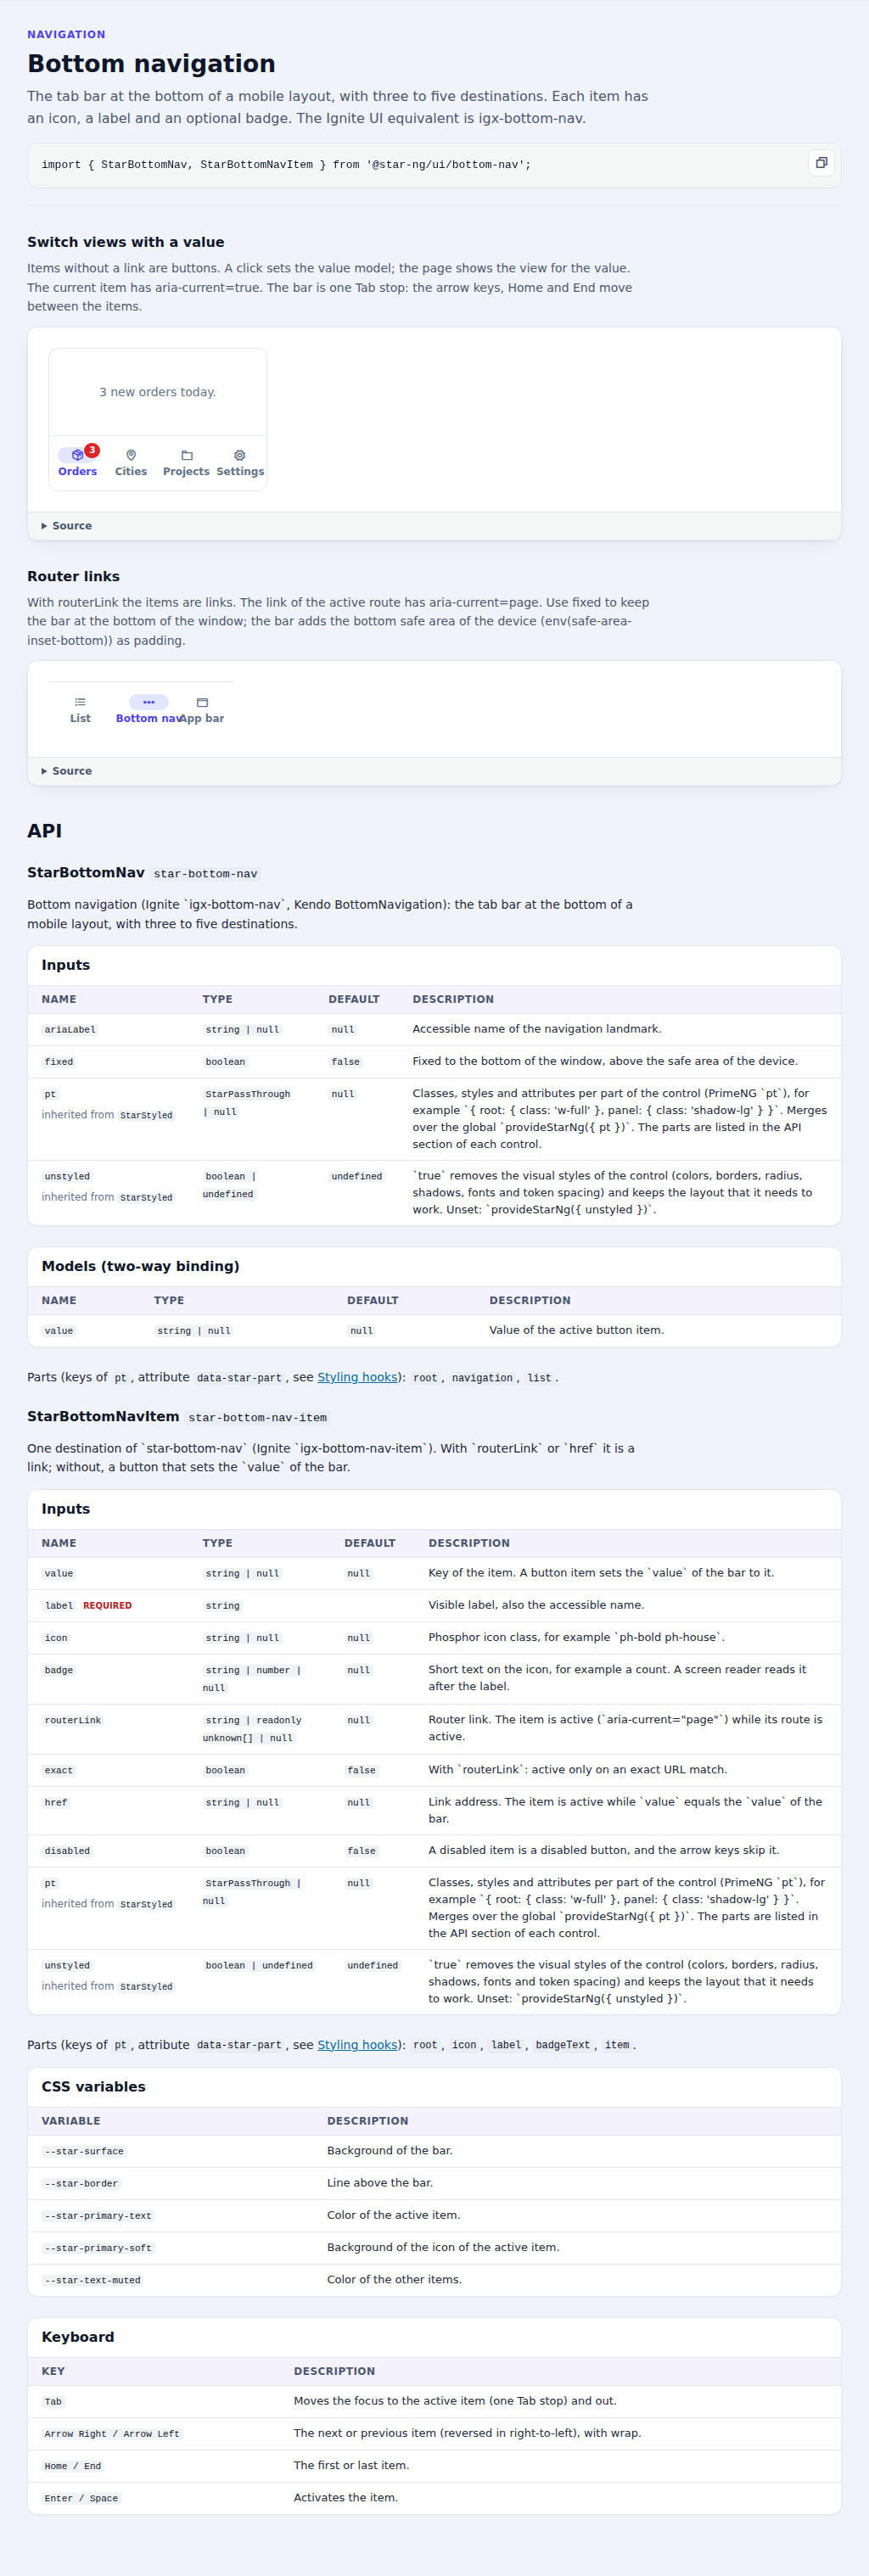 NAVIGATION
Bottom navigation
The tab bar at the bottom of a mobile layout, with three to five destinations. Each item has
an icon, a label and an optional badge. The Ignite UI equivalent is igx-bottom-nav.
import { StarBottomNav, StarBottomNavItem } from '@star-ng/ui/bottom-nav';
Switch views with a value
Items without a link are buttons. A click sets the value model; the page shows the view for the value.
The current item has aria-current=true. The bar is one Tab stop: the arrow keys, Home and End move
between the items.
3 new orders today.
3
Orders Cities Projects Settings
Source
Router links
With routerLink the items are links. The link of the active route has aria-current=page. Use fixed to keep
the bar at the bottom of the window; the bar adds the bottom safe area of the device (env(safe-area-
inset-bottom)) as padding.
List Bottom nav App bar
Source
API
StarBottomNav star-bottom-nav
Bottom navigation (Ignite `igx-bottom-nav`, Kendo BottomNavigation): the tab bar at the bottom of a
mobile layout, with three to five destinations.
Inputs
NAME TYPE DEFAULT DESCRIPTION
ariaLabel string | null null Accessible name of the navigation landmark.
fixed boolean false Fixed to the bottom of the window, above the safe area of the device.
pt StarPassThrough null Classes, styles and attributes per part of the control (PrimeNG `pt`), for
inherited from StarStyled | null example `{ root: { class: 'w-full' }, panel: { class: 'shadow-lg' } }`. Merges
over the global `provideStarNg({ pt })`. The parts are listed in the API
section of each control.
unstyled boolean | undefined `true` removes the visual styles of the control (colors, borders, radius,
inherited from StarStyled undefined shadows, fonts and token spacing) and keeps the layout that it needs to
work. Unset: `provideStarNg({ unstyled })`.
Models (two-way binding)
NAME TYPE DEFAULT DESCRIPTION
value string | null null Value of the active button item.
Parts (keys of pt, attribute data-star-part, see Styling hooks): root, navigation, list.
StarBottomNavItem star-bottom-nav-item
One destination of `star-bottom-nav` (Ignite `igx-bottom-nav-item`). With `routerLink` or `href` it is a
link; without, a button that sets the `value` of the bar.
Inputs
NAME TYPE DEFAULT DESCRIPTION
value string | null null Key of the item. A button item sets the `value` of the bar to it.
label REQUIRED string Visible label, also the accessible name.
icon string | null null Phosphor icon class, for example `ph-bold ph-house`.
badge string | number | null Short text on the icon, for example a count. A screen reader reads it
null after the label.
routerLink string | readonly null Router link. The item is active (`aria-current="page"`) while its route is
unknown[] | null active.
exact boolean false With `routerLink`: active only on an exact URL match.
href string | null null Link address. The item is active while `value` equals the `value` of the
bar.
disabled boolean false A disabled item is a disabled button, and the arrow keys skip it.
pt StarPassThrough | null Classes, styles and attributes per part of the control (PrimeNG `pt`), for
inherited from StarStyled null example `{ root: { class: 'w-full' }, panel: { class: 'shadow-lg' } }`.
Merges over the global `provideStarNg({ pt })`. The parts are listed in
the API section of each control.
unstyled boolean | undefined undefined `true` removes the visual styles of the control (colors, borders, radius,
inherited from StarStyled shadows, fonts and token spacing) and keeps the layout that it needs
to work. Unset: `provideStarNg({ unstyled })`.
Parts (keys of pt, attribute data-star-part, see Styling hooks): root, icon, label, badgeText, item.
CSS variables
VARIABLE DESCRIPTION
--star-surface Background of the bar.
--star-border Line above the bar.
--star-primary-text Color of the active item.
--star-primary-soft Background of the icon of the active item.
--star-text-muted Color of the other items.
Keyboard
KEY DESCRIPTION
Tab Moves the focus to the active item (one Tab stop) and out.
Arrow Right / Arrow Left The next or previous item (reversed in right-to-left), with wrap.
Home / End The first or last item.
Enter / Space Activates the item.